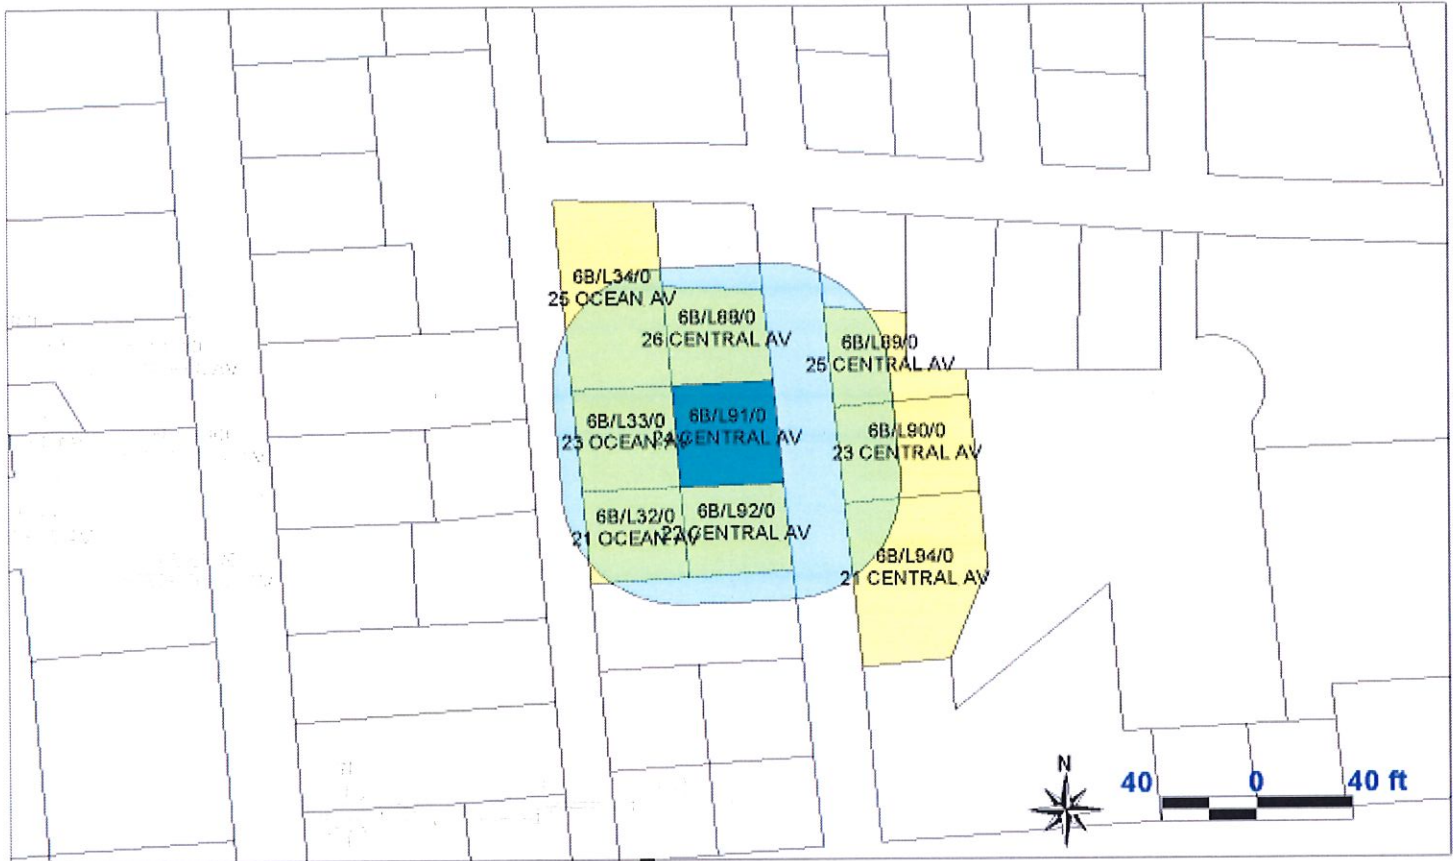 6B/L34/0
25 OCEAN AV
6B/L88/0
26 CENTRAL AV
6B/L89/0
25 CENTRAL AV
6B/L33/0
23 OCEAN AV
6B/L91/0
24 CENTRAL AV
6B/L90/0
23 CENTRAL AV
6B/L32/0
21 OCEAN AV
6B/L92/0
22 CENTRAL AV
6B/L94/0
21 CENTRAL AV
N
40 0 40 ft